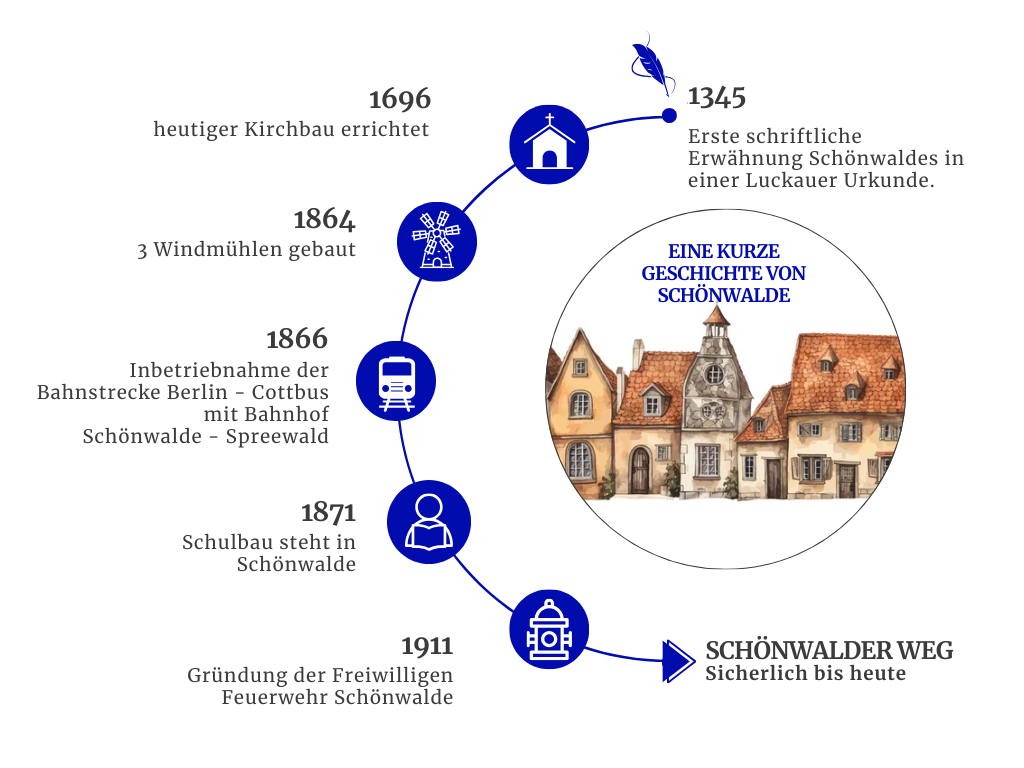 1345
Erste schriftliche
Erwähnung Schönwaldes in
einer Luckauer Urkunde.
1696
heutiger Kirchbau errichtet
1864
3 Windmühlen gebaut
1866
Inbetriebnahme der
Bahnstrecke Berlin - Cottbus
mit Bahnhof
Schönwalde - Spreewald
1871
Schulbau steht in
Schönwalde
1911
Gründung der Freiwilligen
Feuerwehr Schönwalde
SCHÖNWALDER WEG
Sicherlich bis heute
EINE KURZE
GESCHICHTE VON
SCHÖNWALDE